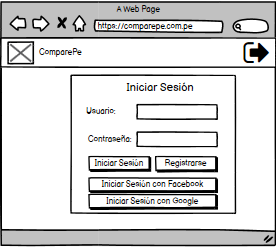 A Web Page
https://comparepe.com.pe
ComparePe
Iniciar Sesión
Usuario:
Contraseña:
Iniciar Sesión Registrarse
Iniciar Sesión con Facebook
Iniciar Sesión con Google